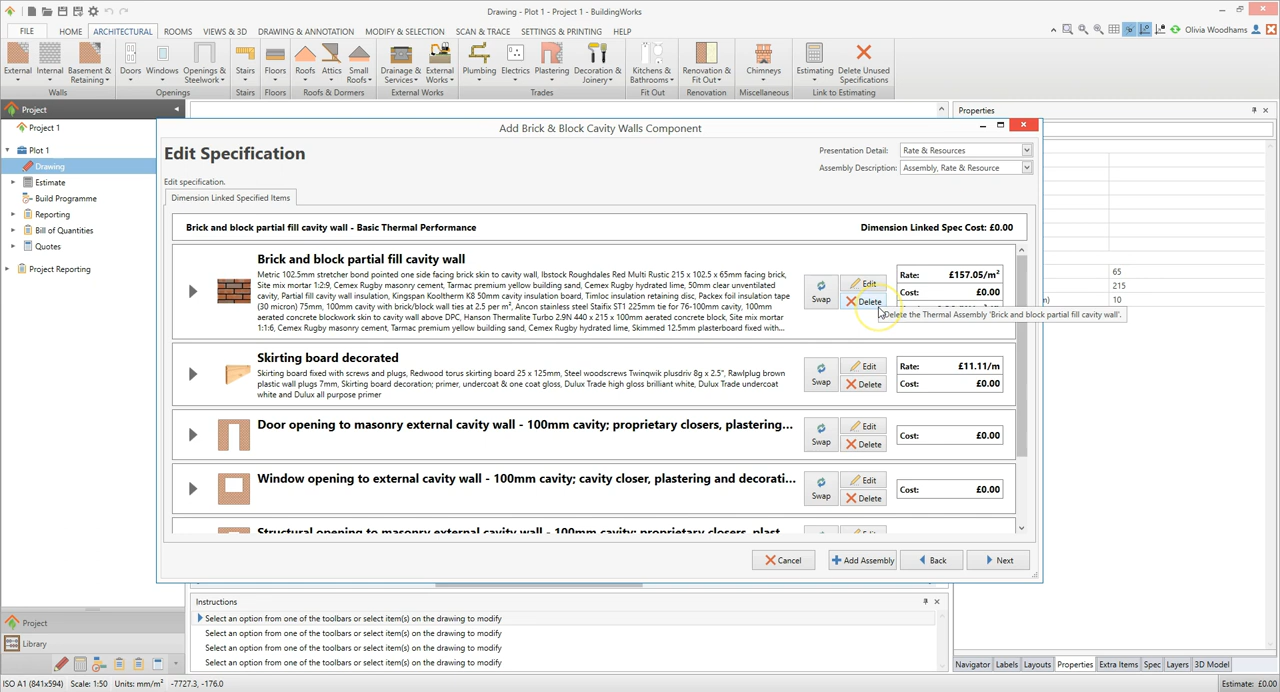 Drawing - Plot 1 - Project 1 - BuildingWorks
FILE HOME ARCHITECTURAL ROOMS VIEWS & 3D DRAWING & ANNOTATION MODIFY & SELECTION SCAN & TRACE SETTING & PRINTING HELP
Olivia Woodhams
External Internal Basement & Retaining Doors Windows Openings & Steelwork Stairs Floors Roofs Attics Small Roofs Drainage & Services External Works Plumbing Electrics Plastering Decoration & Joinery Kitchens & Bathrooms Renovation & Fit Out Chimneys Estimating Delete Unused Specifications
Walls Openings Stairs Floors Roofs & Dormers External Works Trades Fit Out Renovation Miscellaneous Link to Estimating
Project
Project 1
Plot 1
Drawing
Estimate
Build Programme
Reporting
Bill of Quantities
Quotes
Project Reporting
Properties
65
215
10
Add Brick & Block Cavity Walls Component
Edit Specification
Presentation Detail: Rate & Resources
Assembly Description: Assembly, Rate & Resource
Edit specification.
Dimension Linked Specified Items
Brick and block partial fill cavity wall - Basic Thermal Performance Dimension Linked Spec Cost: £0.00
Brick and block partial fill cavity wall
Metric 102.5mm stretcher bond pointed one side facing brick skin to cavity wall, Ibstock Roughdales Red Multi Rustic 215 x 102.5 x 65mm facing brick,
Site mix mortar 1:2:9, Cemex Rugby masonry cement, Tarmac premium yellow building sand, Cemex Rugby hydrated lime, 50mm clear unventilated
cavity, Partial fill cavity wall insulation, Kingspan Kooltherm K8 50mm cavity insulation board, Timloc insulation retaining disc, Packex foil insulation tape
(30 micron) 75mm, 100mm cavity with brick/block wall ties at 2.5 per m², Ancon stainless steel Staifix ST1 225mm tie for 76-100mm cavity, 100mm
aerated concrete blockwork skin to cavity wall above DPC, Hanson Thermalite Turbo 2.9N 440 x 215 x 100mm aerated concrete block, Site mix mortar
1:1:6, Cemex Rugby masonry cement, Tarmac premium yellow building sand, Cemex Rugby hydrated lime, Skimmed 12.5mm plasterboard fixed with...
Swap Edit Delete
Rate: £157.05/m²
Cost: £0.00
Delete the Thermal Assembly 'Brick and block partial fill cavity wall'.
Skirting board decorated
Skirting board fixed with screws and plugs, Redwood torus skirting board 25 x 125mm, Steel woodscrews Twinqwik plusdriv 8g x 2.5", Rawlplug brown
plastic wall plugs 7mm, Skirting board decoration; primer, undercoat & one coat gloss, Dulux Trade high gloss brilliant white, Dulux Trade undercoat
white and Dulux all purpose primer
Swap Edit Delete
Rate: £11.11/m
Cost: £0.00
Door opening to masonry external cavity wall - 100mm cavity; proprietary closers, plastering...
Swap Edit Delete
Cost: £0.00
Window opening to external cavity wall - 100mm cavity; cavity closer, plastering and decorati...
Swap Edit Delete
Cost: £0.00
Structural opening to masonry external cavity wall - 100mm cavity; proprietary closers, plast...
Edit
Cancel Add Assembly Back Next
Instructions
Select an option from one of the toolbars or select item(s) on the drawing to modify
Select an option from one of the toolbars or select item(s) on the drawing to modify
Select an option from one of the toolbars or select item(s) on the drawing to modify
Select an option from one of the toolbars or select item(s) on the drawing to modify
Project
Library
Navigator Labels Layouts Properties Extra Items Spec Layers 3D Model
ISO A1 (841x594) Scale: 1:50 Units: mm/m² -7727.3, -176.0 Estimate: £0.00